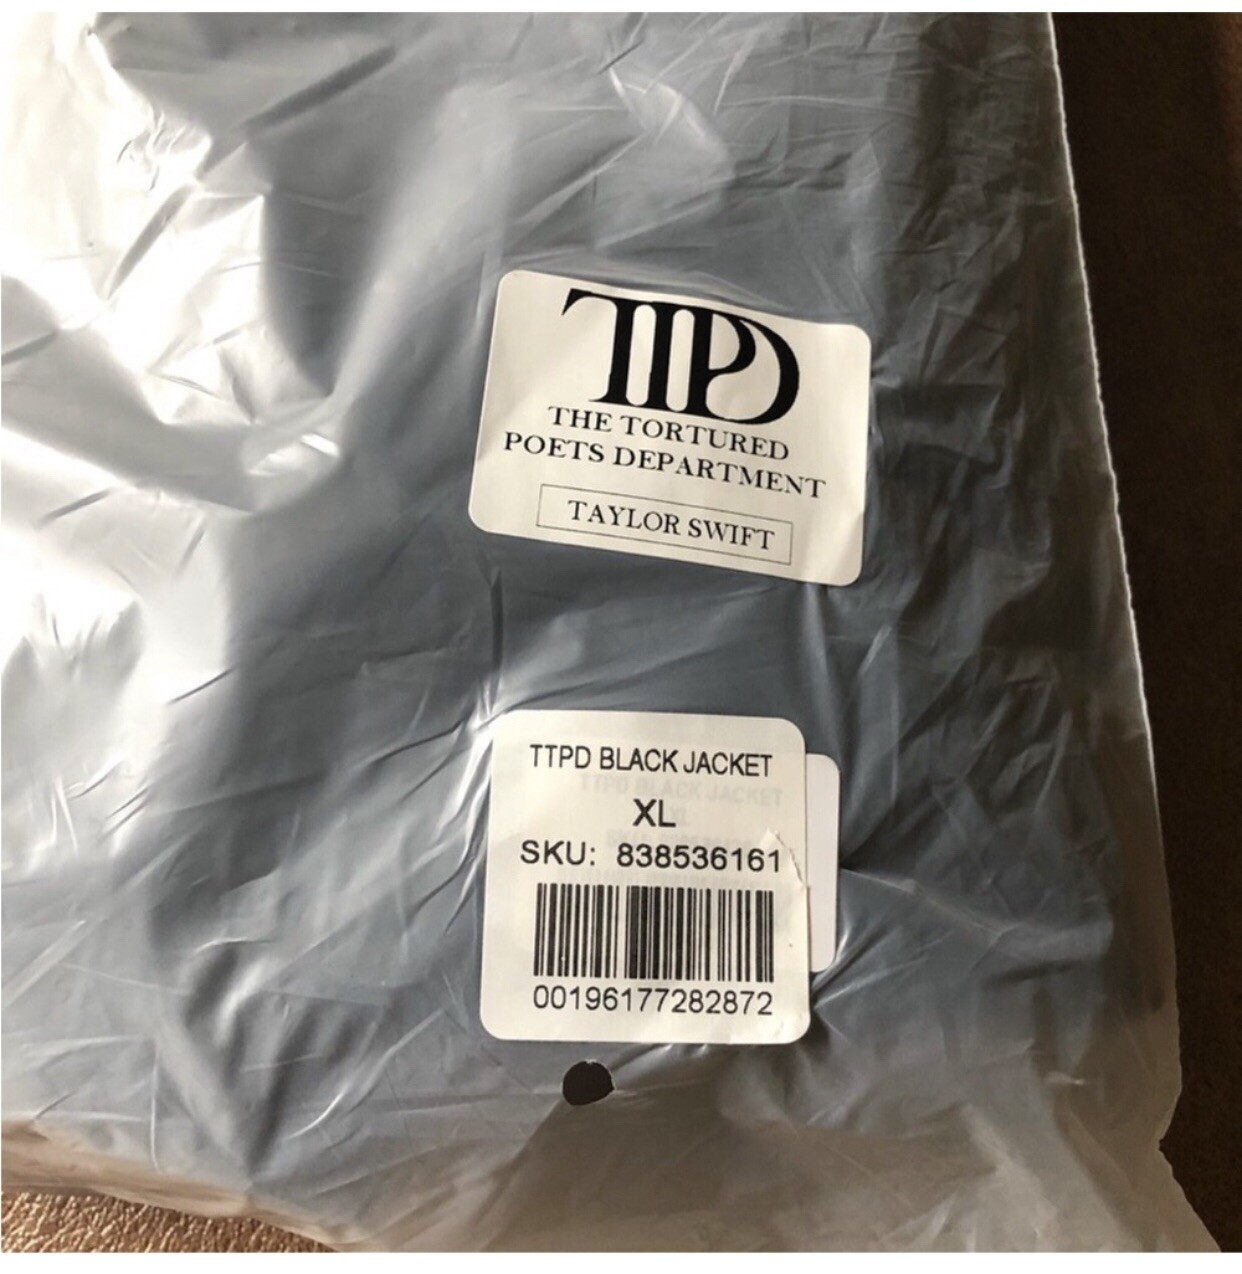 TTPD
THE TORTURED
POETS DEPARTMENT
TAYLOR SWIFT
TTPD BLACK JACKET
XL
SKU: 838536161
00196177282872